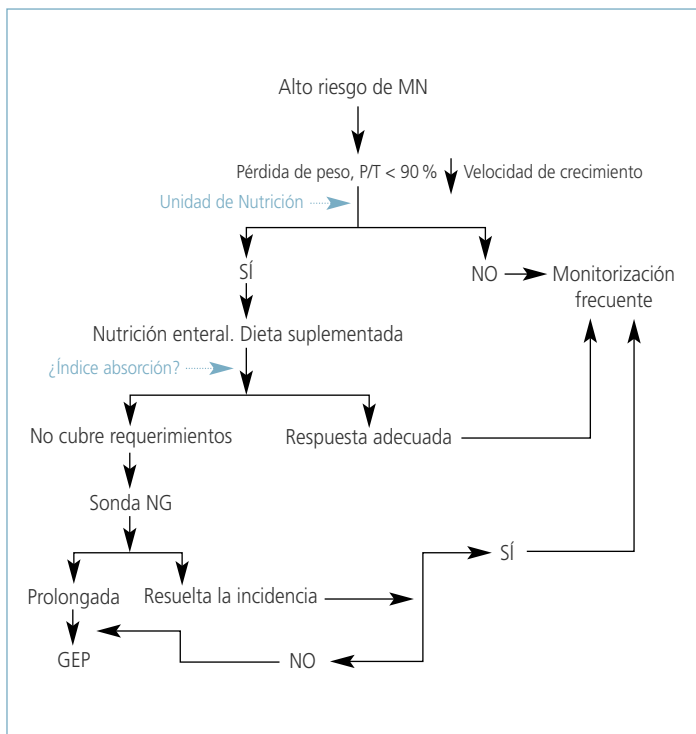 Alto riesgo de MN
Pérdida de peso, P/T < 90 % Velocidad de crecimiento
Unidad de Nutrición
SÍ
NO
Monitorización
frecuente
Nutrición enteral. Dieta suplementada
¿Índice absorción?
No cubre requerimientos
Respuesta adecuada
Sonda NG
SÍ
Prolongada
Resuelta la incidencia
GEP
NO